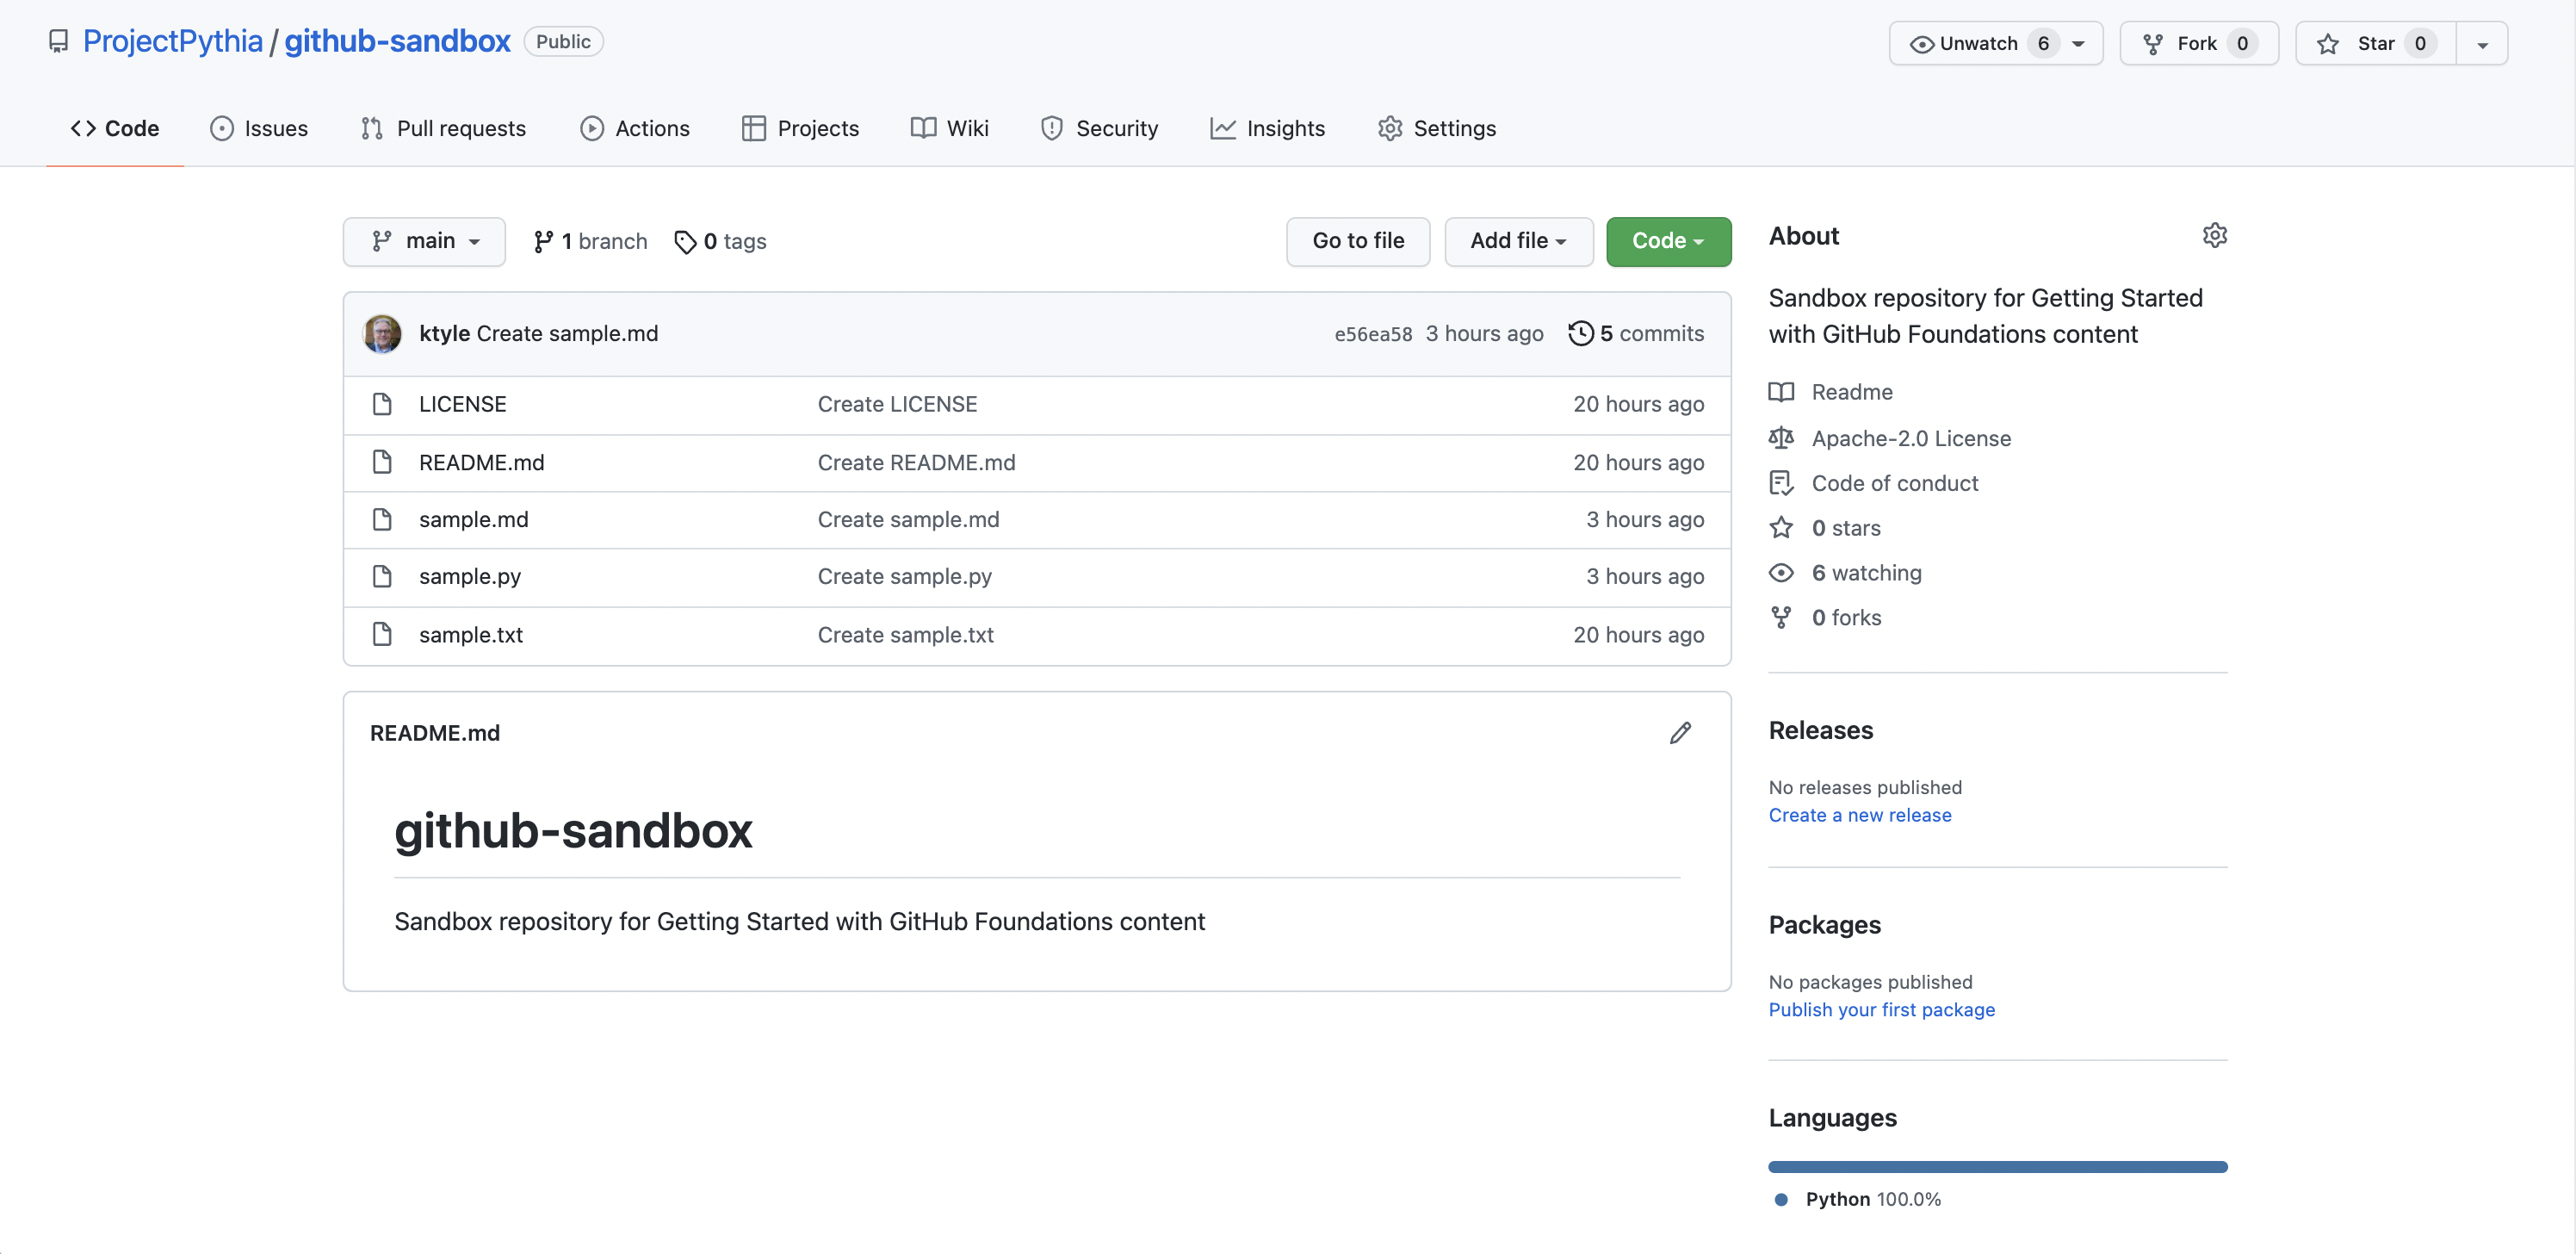 ProjectPythia / github-sandbox Public
Unwatch 6 Fork 0 Star 0
Code Issues Pull requests Actions Projects Wiki Security Insights Settings
main 1 branch 0 tags Go to file Add file Code
ktyle Create sample.md e56ea58 3 hours ago 5 commits
LICENSE Create LICENSE 20 hours ago
README.md Create README.md 20 hours ago
sample.md Create sample.md 3 hours ago
sample.py Create sample.py 3 hours ago
sample.txt Create sample.txt 20 hours ago
README.md
github-sandbox
Sandbox repository for Getting Started with GitHub Foundations content
About
Sandbox repository for Getting Started
with GitHub Foundations content
Readme
Apache-2.0 License
Code of conduct
0 stars
6 watching
0 forks
Releases
No releases published
Create a new release
Packages
No packages published
Publish your first package
Languages
Python 100.0%